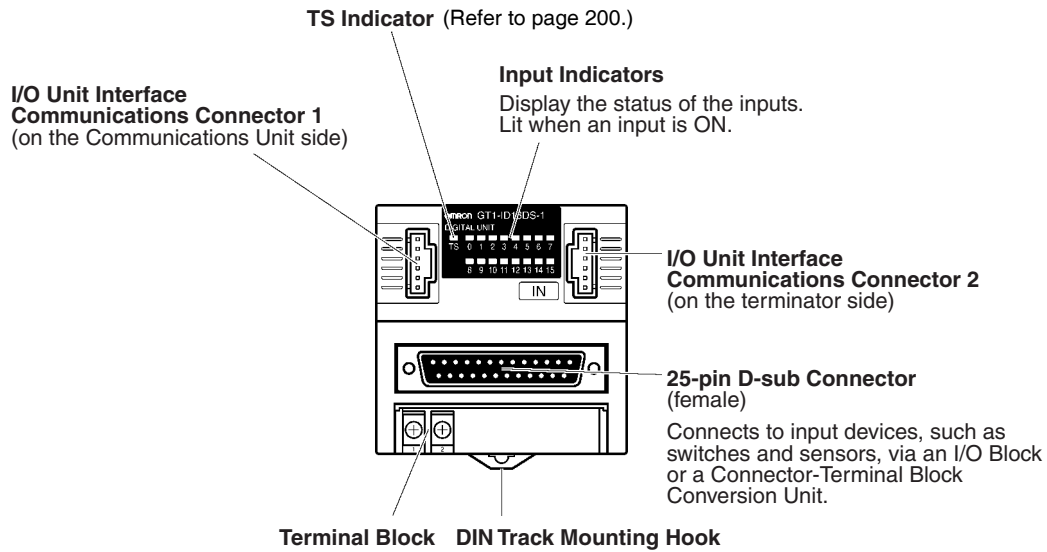 TS Indicator (Refer to page 200.)
I/O Unit Interface
Communications Connector 1
(on the Communications Unit side)
Input Indicators
Display the status of the inputs.
Lit when an input is ON.
OMRON GT1-ID16DS-1
DIGITAL UNIT
TS 0 1 2 3 4 5 6 7
8 9 10 11 12 13 14 15
IN
I/O Unit Interface
Communications Connector 2
(on the terminator side)
25-pin D-sub Connector
(female)
Connects to input devices, such as
switches and sensors, via an I/O Block
or a Connector-Terminal Block
Conversion Unit.
1 2
Terminal Block DIN Track Mounting Hook